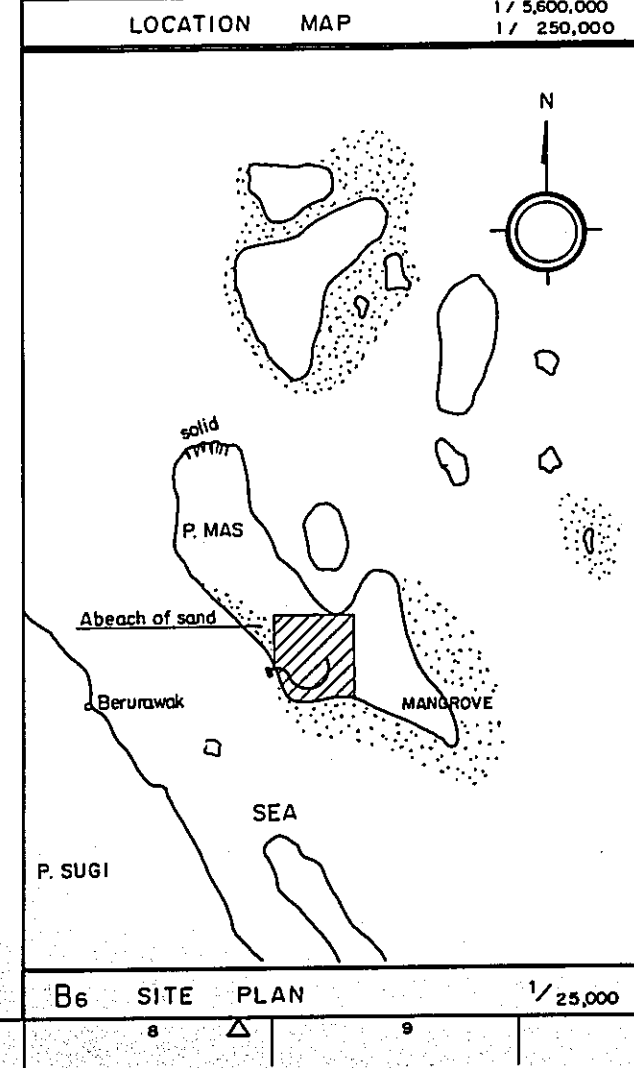 1/ 5,600,000
LOCATION MAP 1/ 250,000
N
solid
P. MAS
Abeach of sand
Berurawak
MANGROVE
SEA
P. SUGI
B6 SITE PLAN 1/25,000
8 9